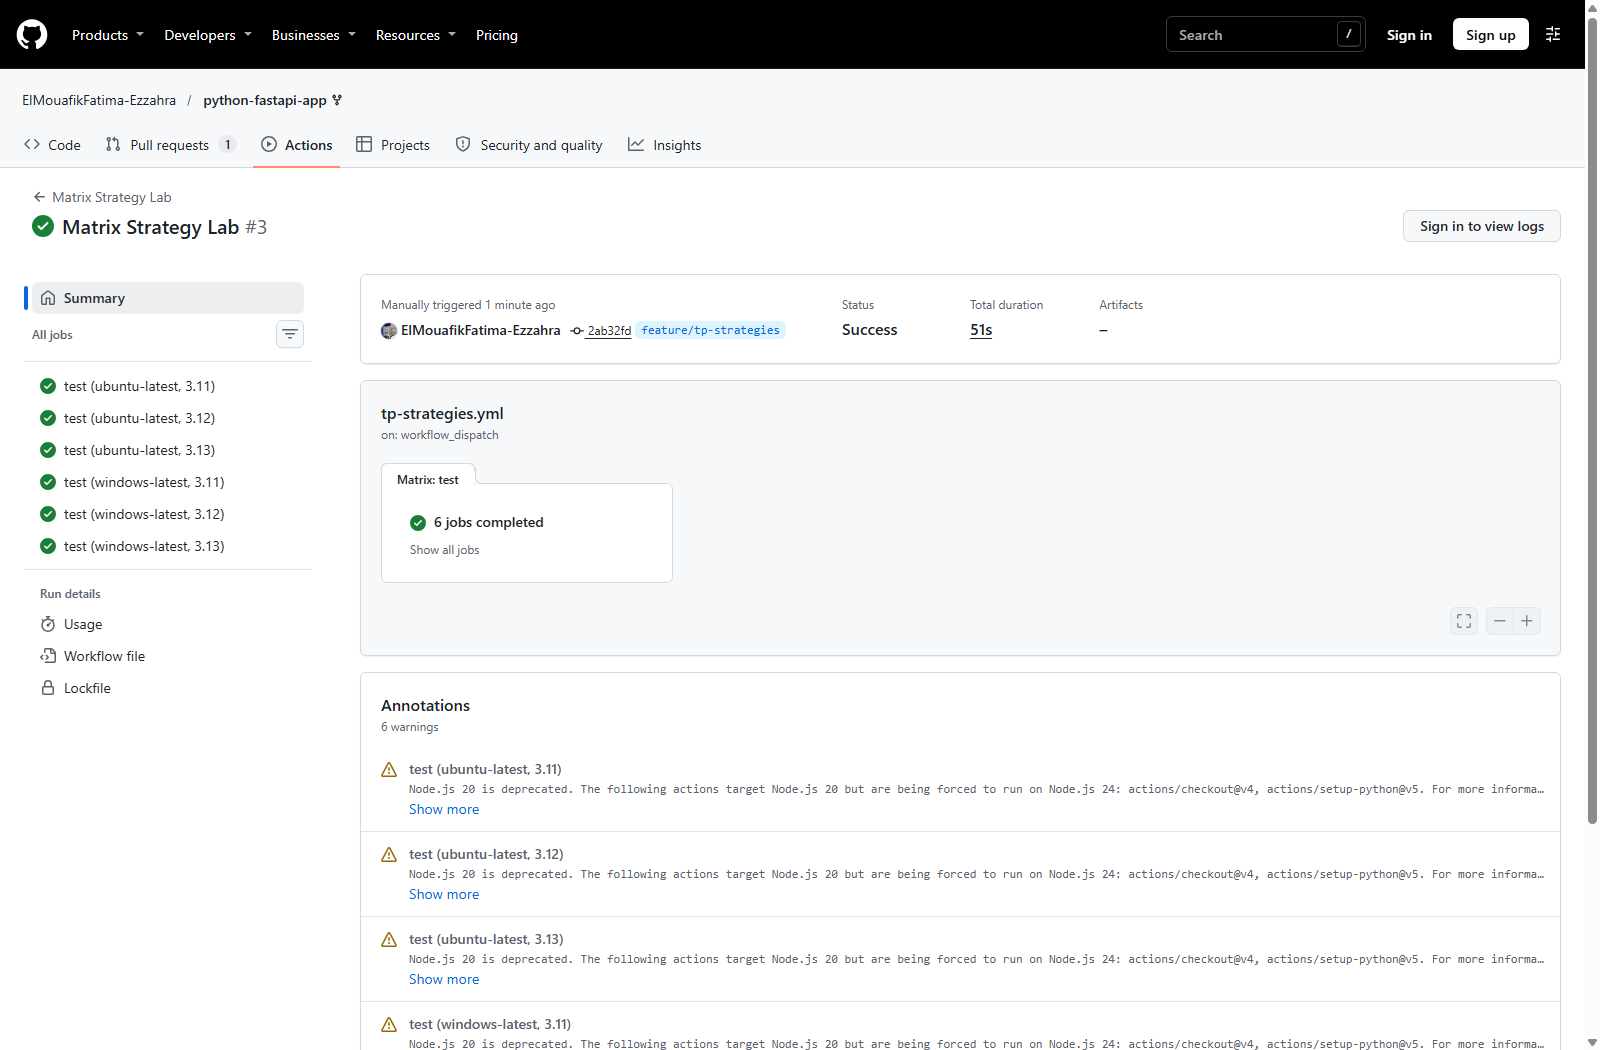 Products Developers Businesses Resources Pricing Search / Sign in Sign up
ElMouafikFatima-Ezzahra / python-fastapi-app
Code Pull requests 1 Actions Projects Security and quality Insights
Matrix Strategy Lab
Matrix Strategy Lab #3
Sign in to view logs
Summary
All jobs
test (ubuntu-latest, 3.11)
test (ubuntu-latest, 3.12)
test (ubuntu-latest, 3.13)
test (windows-latest, 3.11)
test (windows-latest, 3.12)
test (windows-latest, 3.13)
Run details
Usage
Workflow file
Lockfile
Manually triggered 1 minute ago
ElMouafikFatima-Ezzahra 2ab32fd feature/tp-strategies
Status
Success
Total duration
51s
Artifacts
–
tp-strategies.yml
on: workflow_dispatch
Matrix: test
6 jobs completed
Show all jobs
Annotations
6 warnings
test (ubuntu-latest, 3.11)
Node.js 20 is deprecated. The following actions target Node.js 20 but are being forced to run on Node.js 24: actions/checkout@v4, actions/setup-python@v5. For more informa…
Show more
test (ubuntu-latest, 3.12)
Node.js 20 is deprecated. The following actions target Node.js 20 but are being forced to run on Node.js 24: actions/checkout@v4, actions/setup-python@v5. For more informa…
Show more
test (ubuntu-latest, 3.13)
Node.js 20 is deprecated. The following actions target Node.js 20 but are being forced to run on Node.js 24: actions/checkout@v4, actions/setup-python@v5. For more informa…
Show more
test (windows-latest, 3.11)
Node.js 20 is deprecated. The following actions target Node.js 20 but are being forced to run on Node.js 24: actions/checkout@v4, actions/setup-python@v5. For more informa…